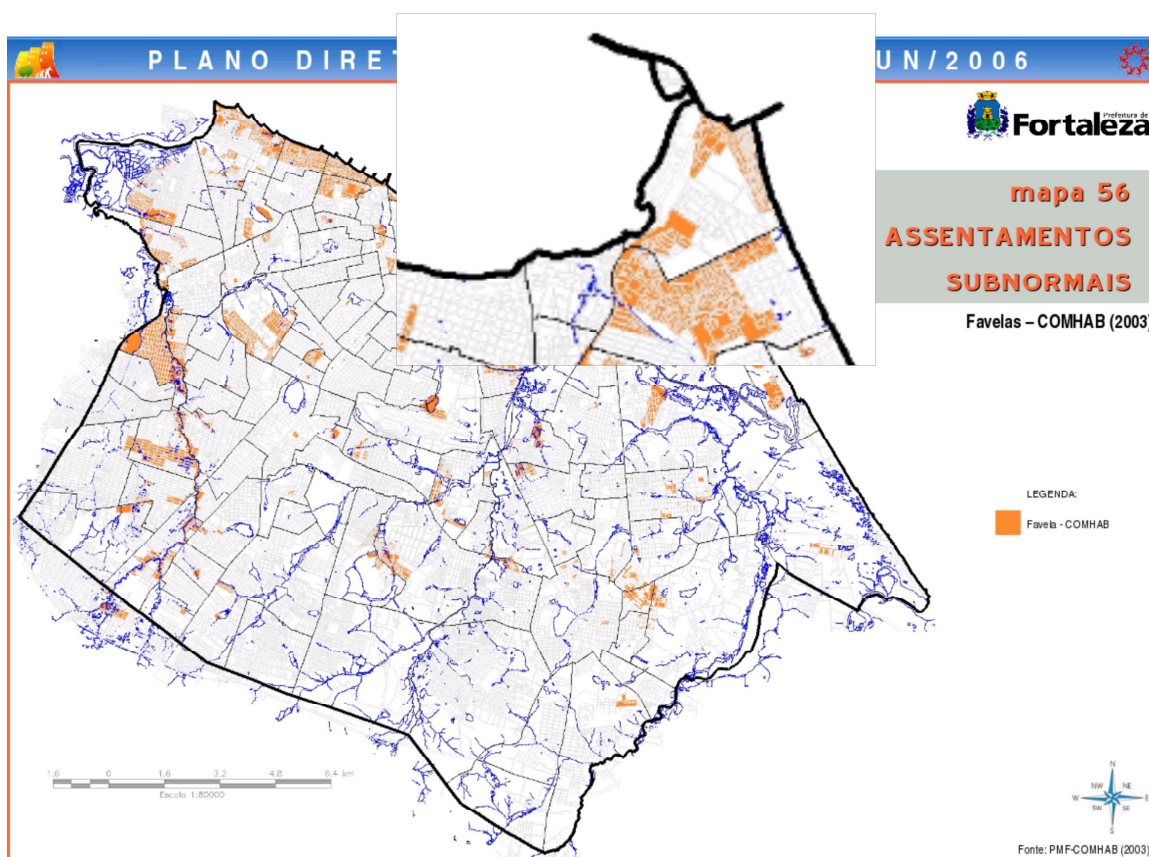 PLANO DIRET
UN/2006
Prefeitura de
Fortaleza
mapa 56
ASSENTAMENTOS
SUBNORMAIS
Favelas – COMHAB (2003)
LEGENDA:
Favela - COMHAB
1.6 0 1.6 3.2 4.8 6.4 km
Escala 1:80000
N
NW NE
W E
SW SE
S
Fonte: PMF-COMHAB (2003)